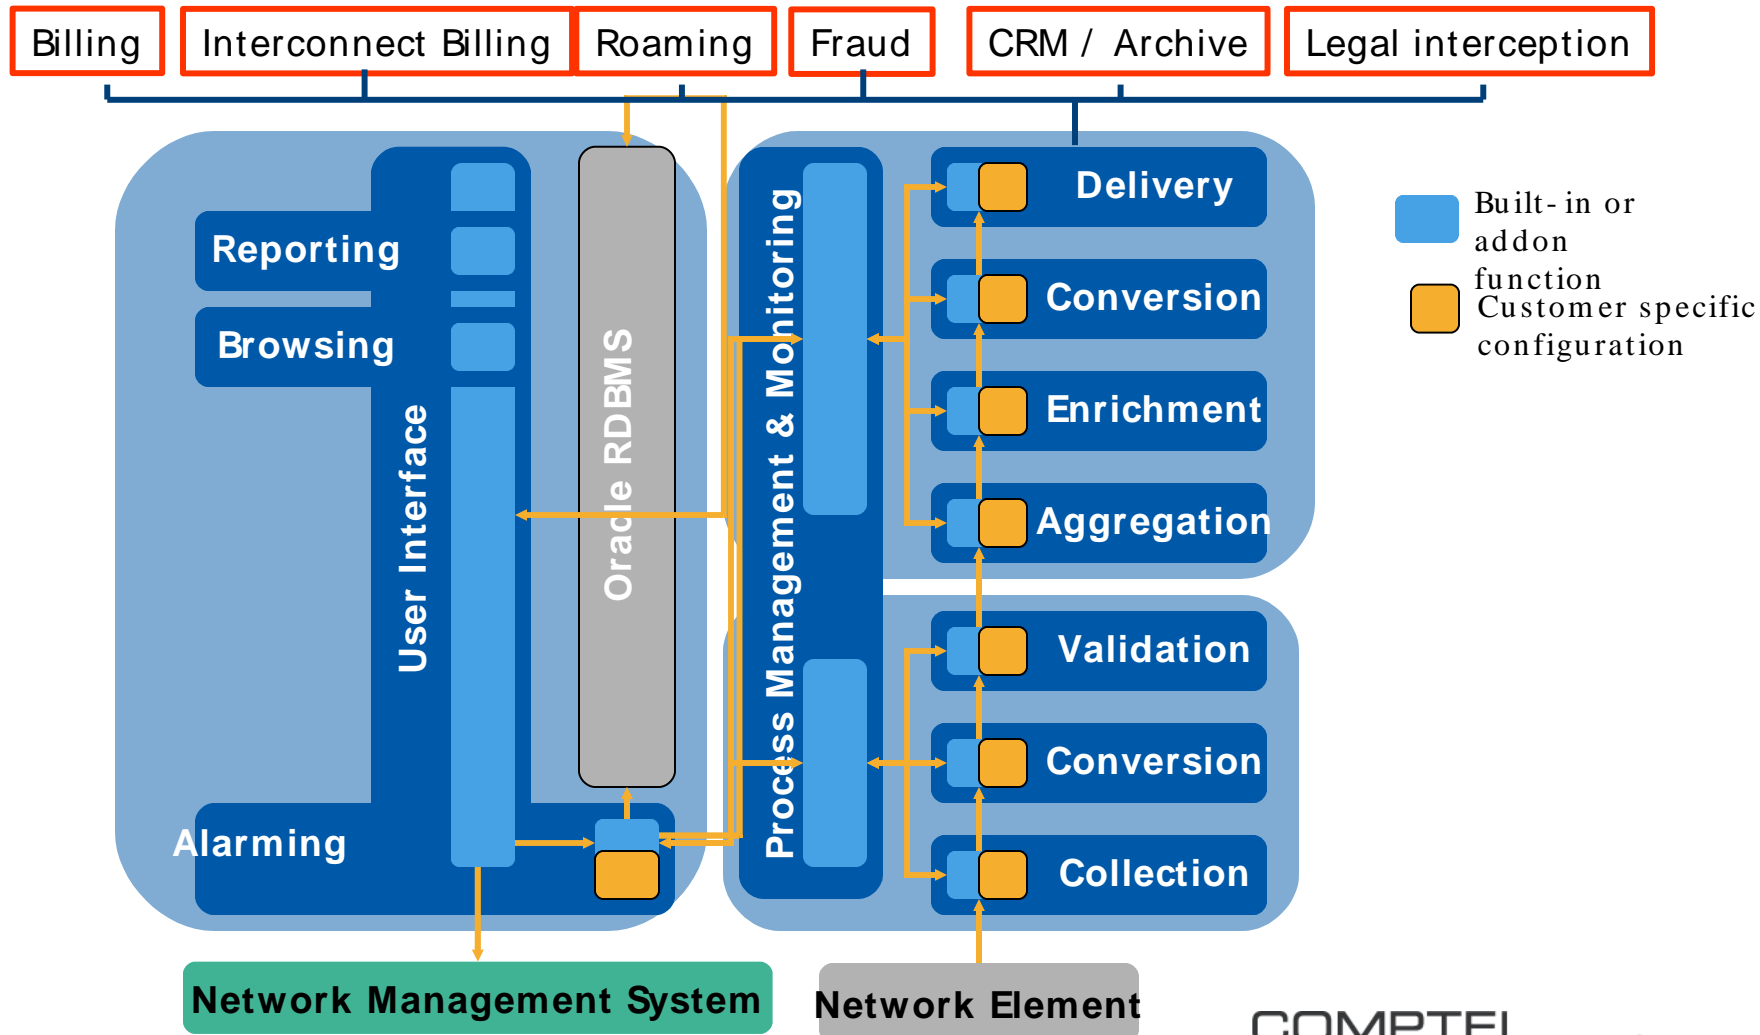 Billing
Interconnect Billing
Roaming
Fraud
CRM / Archive
Legal interception
Reporting
Browsing
User Interface
Alarming
Oracle RDBMS
Process Management & Monitoring
Delivery
Conversion
Enrichment
Aggregation
Validation
Conversion
Collection
Built-in or
addon
function
Customer specific
configuration
Network Management System
Network Element
COMPTEL